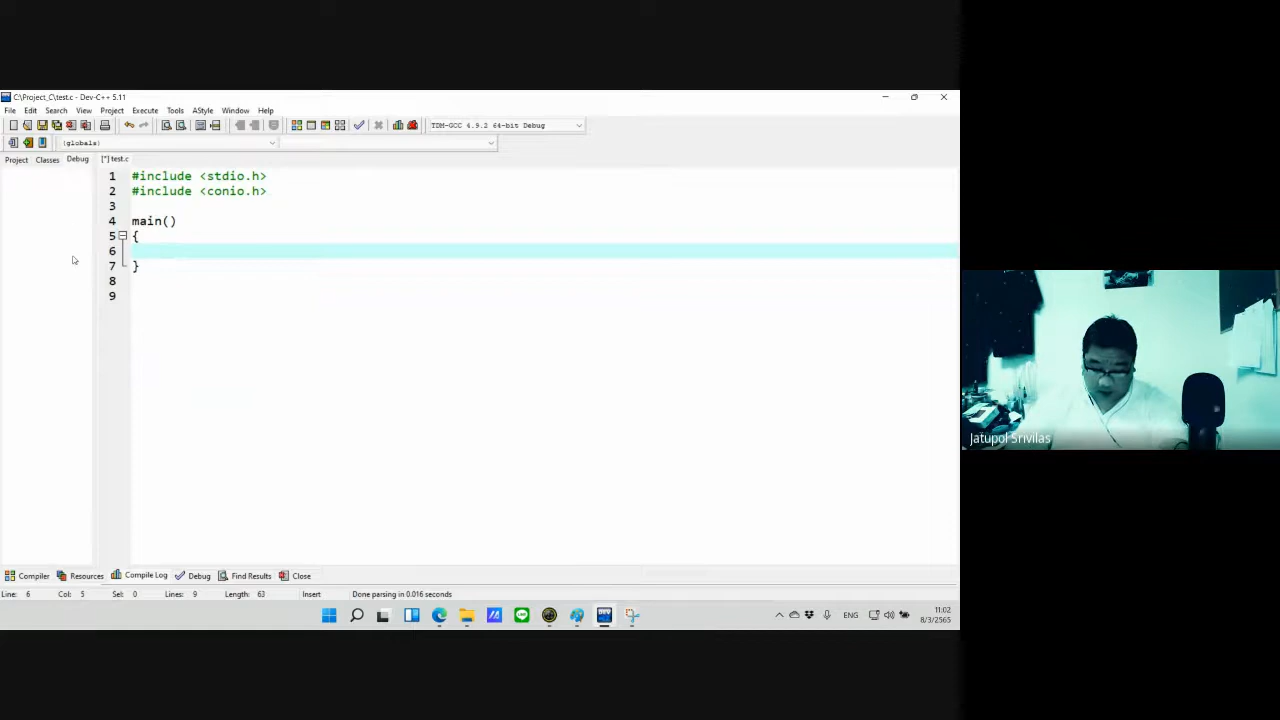 C:\Project_C\test.c - Dev-C++ 5.11
File Edit Search View Project Execute Tools AStyle Window Help
TDM-GCC 4.9.2 64-bit Debug
(globals)
Project Classes Debug [*] test.c
1 #include <stdio.h>
2 #include <conio.h>
3
4 main()
5 {
6
7 }
8
9
Jatupol Srivilas
Compiler Resources Compile Log Debug Find Results Close
Line: 6 Col: 5 Sel: 0 Lines: 9 Length: 63 Insert Done parsing in 0.016 seconds
DEV
ENG
11:02
8/3/2565